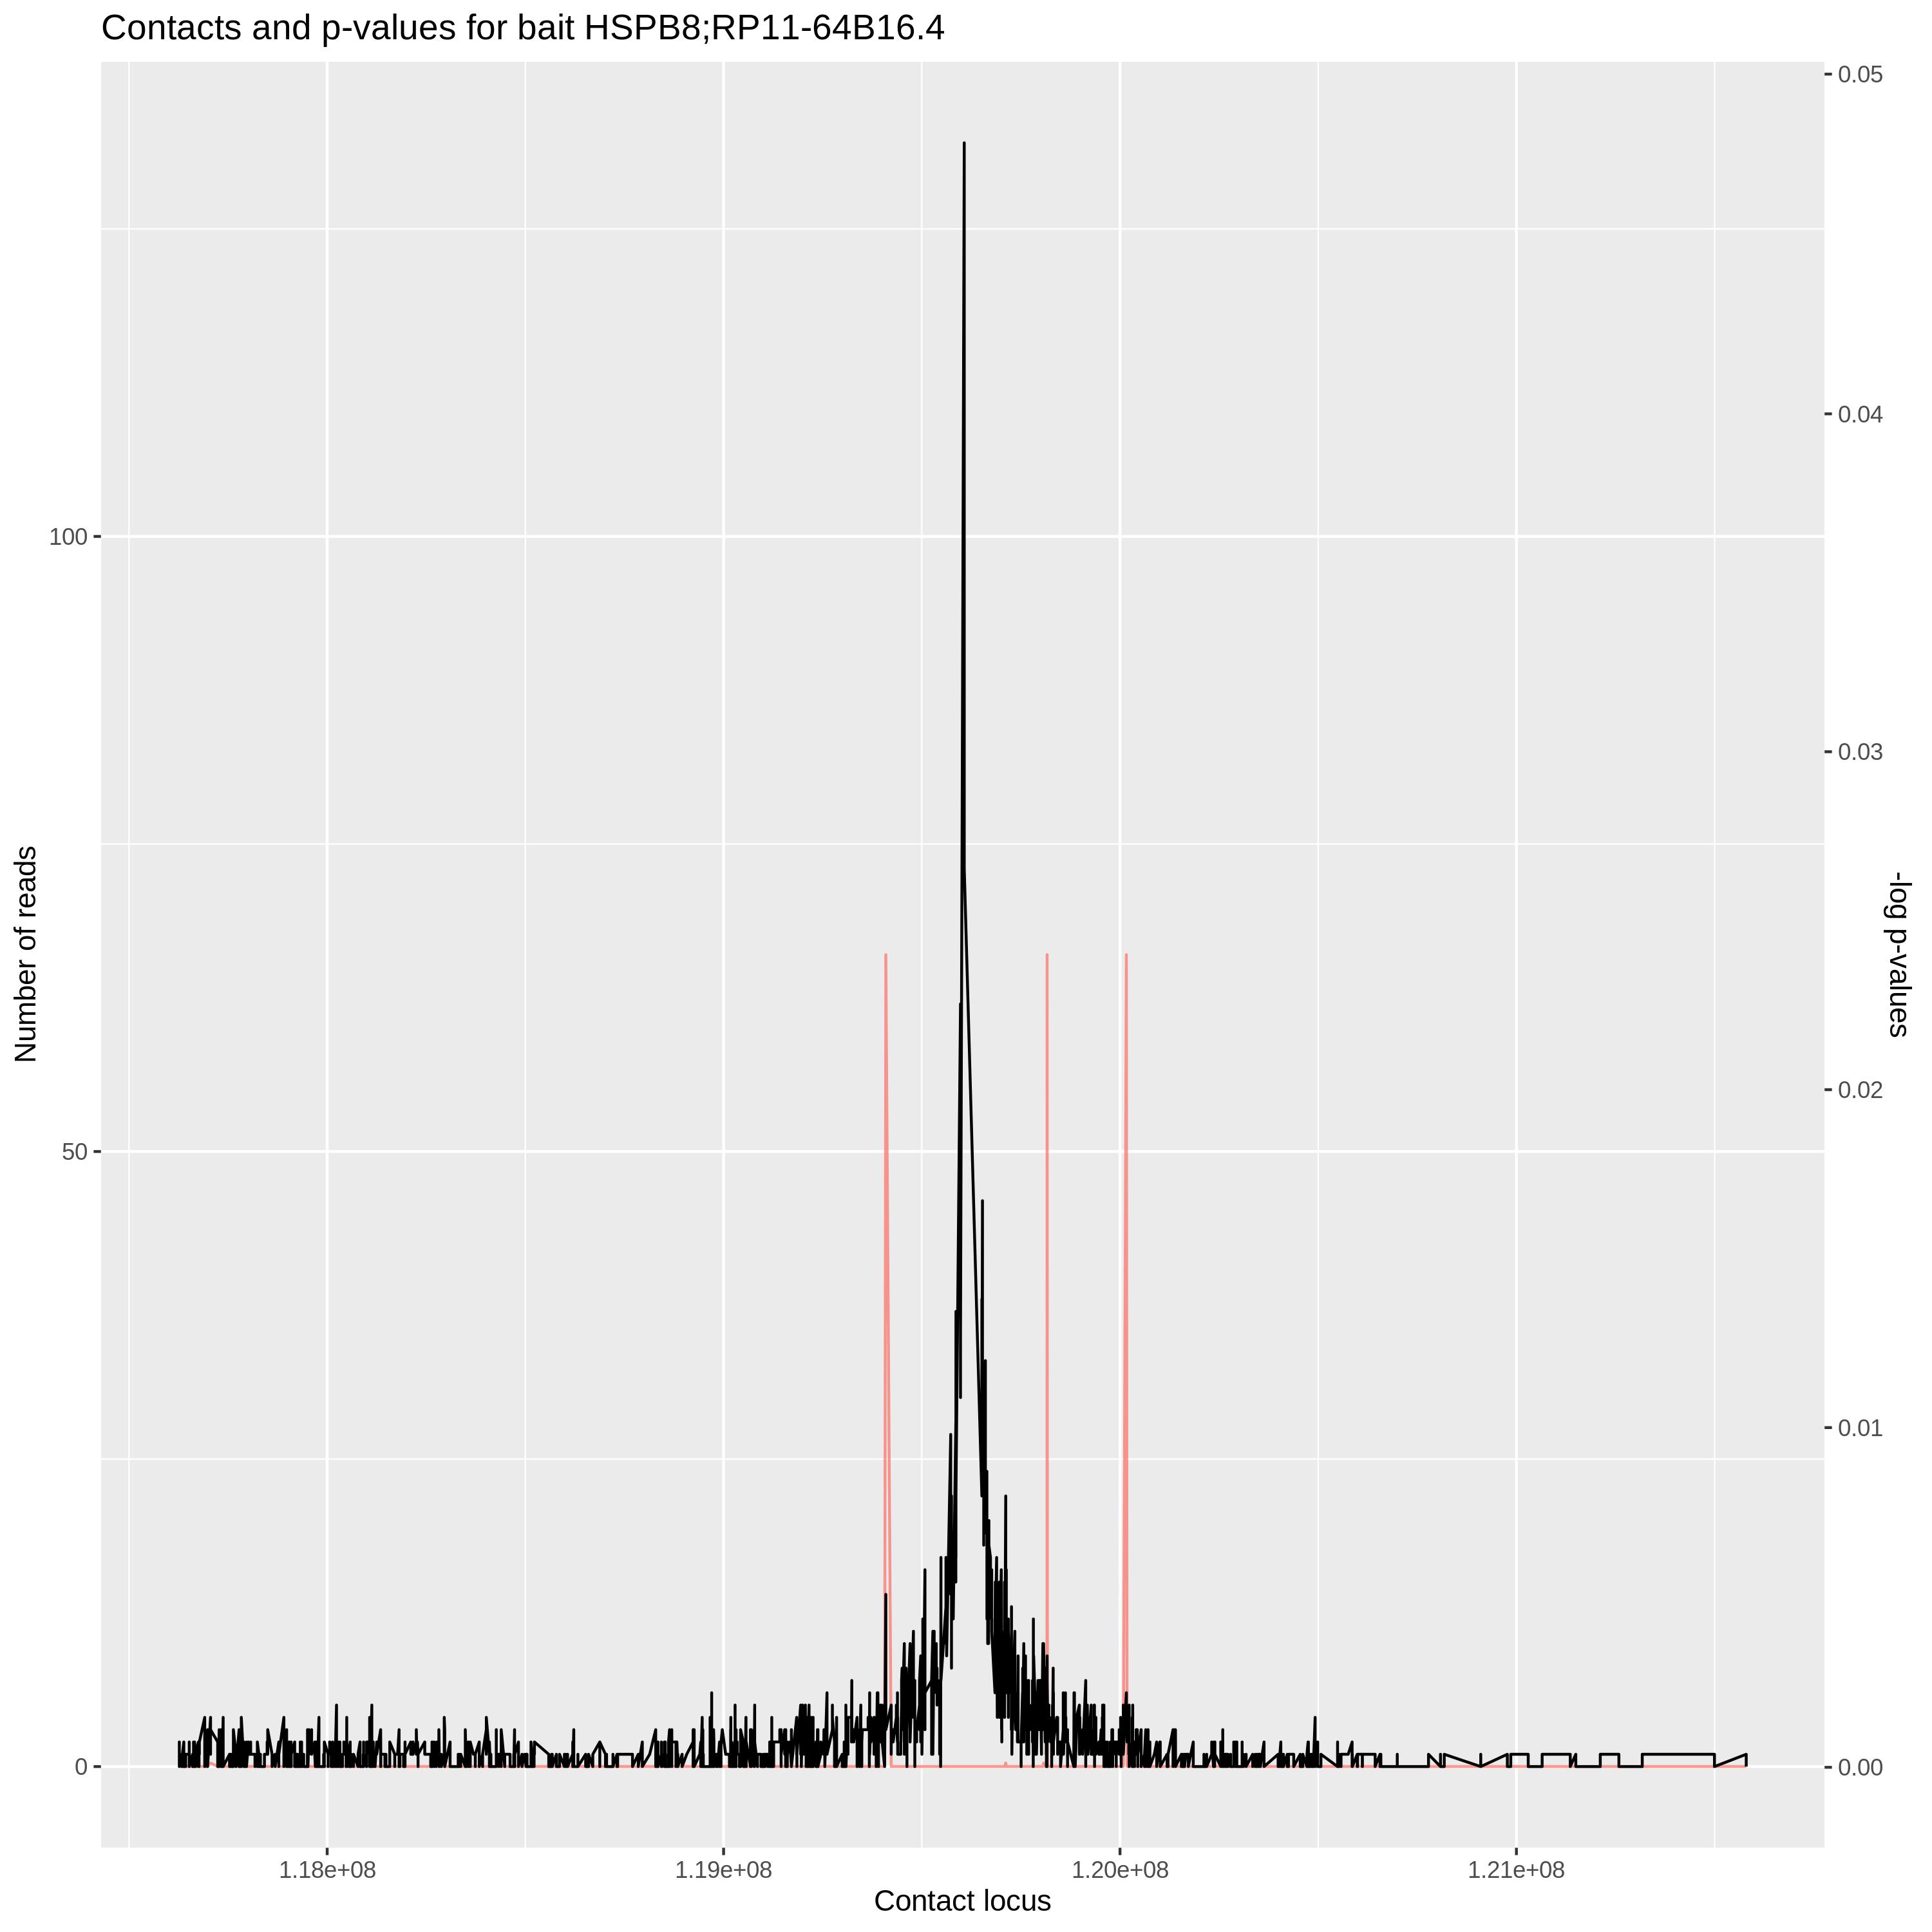 Contacts and p-values for bait HSPB8;RP11-64B16.4
Number of reads
100
50
0
0.05
0.04
0.03
0.02
0.01
0.00
-log p-values
1.18e+08
1.19e+08
1.20e+08
1.21e+08
Contact locus